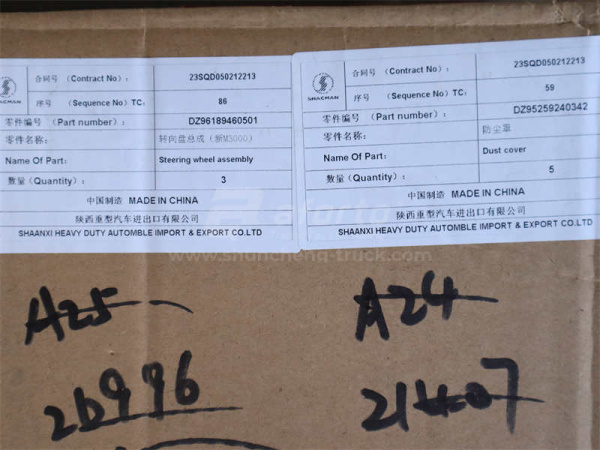 SHACMAN
合同号 (Contract No): 23SQD050212213
序号 (Sequence No) TC: 86
零件编号 (Part number): DZ96189460501
零件名称: 转向盘总成(新M3000)
Name Of Part: Steering wheel assembly
数量(Quantity): 3
中国制造 MADE IN CHINA
陕西重型汽车进出口有限公司
SHAANXI HEAVY DUTY AUTOMBLE IMPORT & EXPORT CO.LTD
SHACMAN
合同号 (Contract No): 23SQD050212213
序号 (Sequence No) TC: 59
零件编号 (Part number): DZ95259240342
零件名称: 防尘罩
Name Of Part: Dust cover
数量(Quantity): 5
中国制造 MADE IN CHINA
陕西重型汽车进出口有限公司
SHAANXI HEAVY DUTY AUTOMBLE IMPORT & EXPORT CO.LTD
www.shuncheng-truck.com
A25
A24